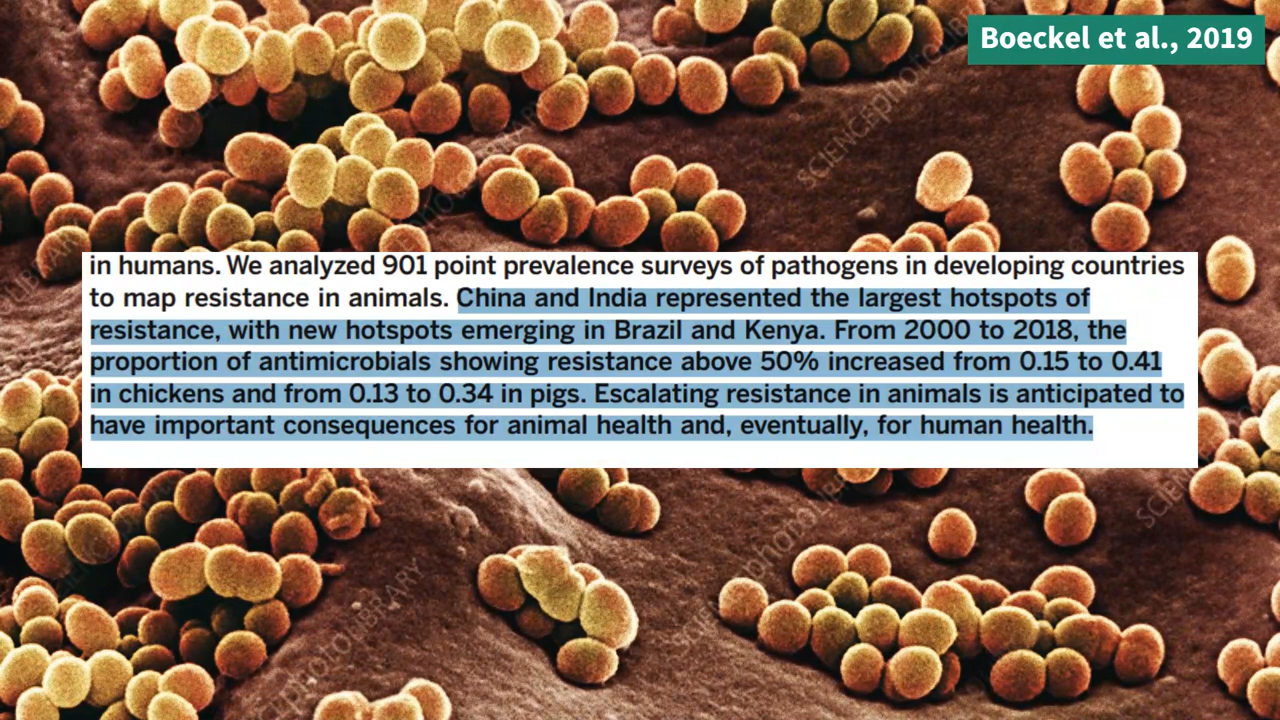 Boeckel et al., 2019
in humans. We analyzed 901 point prevalence surveys of pathogens in developing countries
to map resistance in animals. China and India represented the largest hotspots of
resistance, with new hotspots emerging in Brazil and Kenya. From 2000 to 2018, the
proportion of antimicrobials showing resistance above 50% increased from 0.15 to 0.41
in chickens and from 0.13 to 0.34 in pigs. Escalating resistance in animals is anticipated to
have important consequences for animal health and, eventually, for human health.